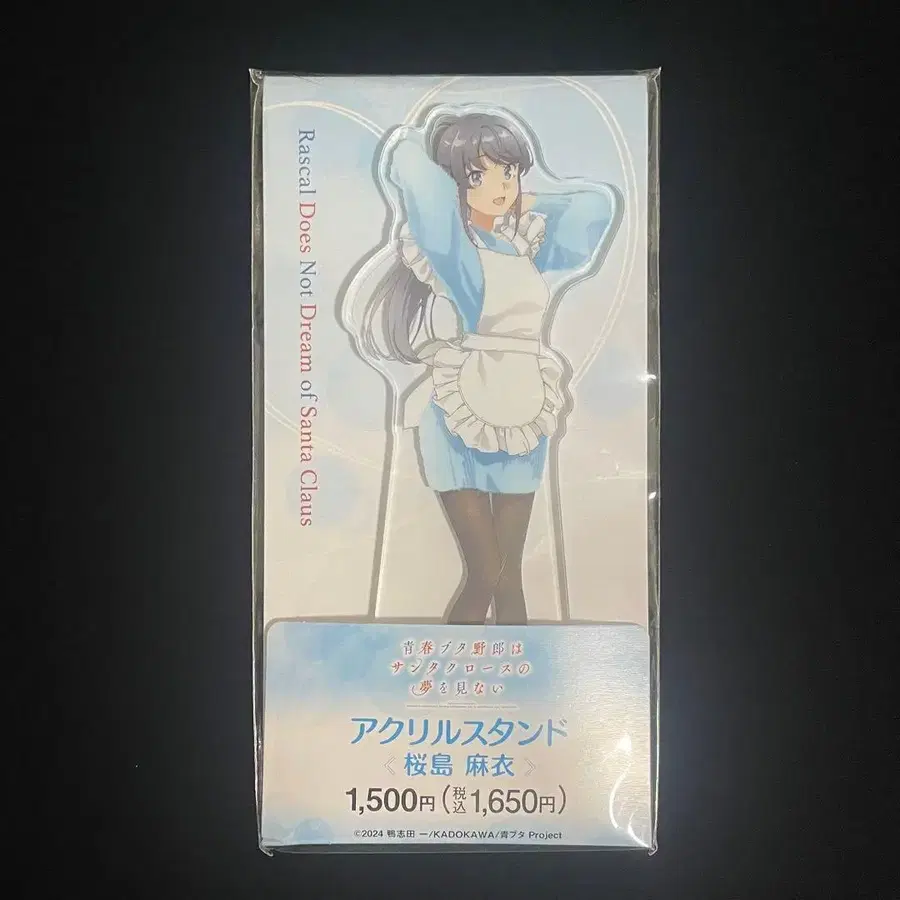 Rascal Does Not Dream of Santa Claus
青春ブタ野郎は
サンタクロースの
夢を見ない
アクリルスタンド
《桜島 麻衣》
1,500円(税込1,650円)
©2024 鴨志田 一/KADOKAWA/青ブタ Project